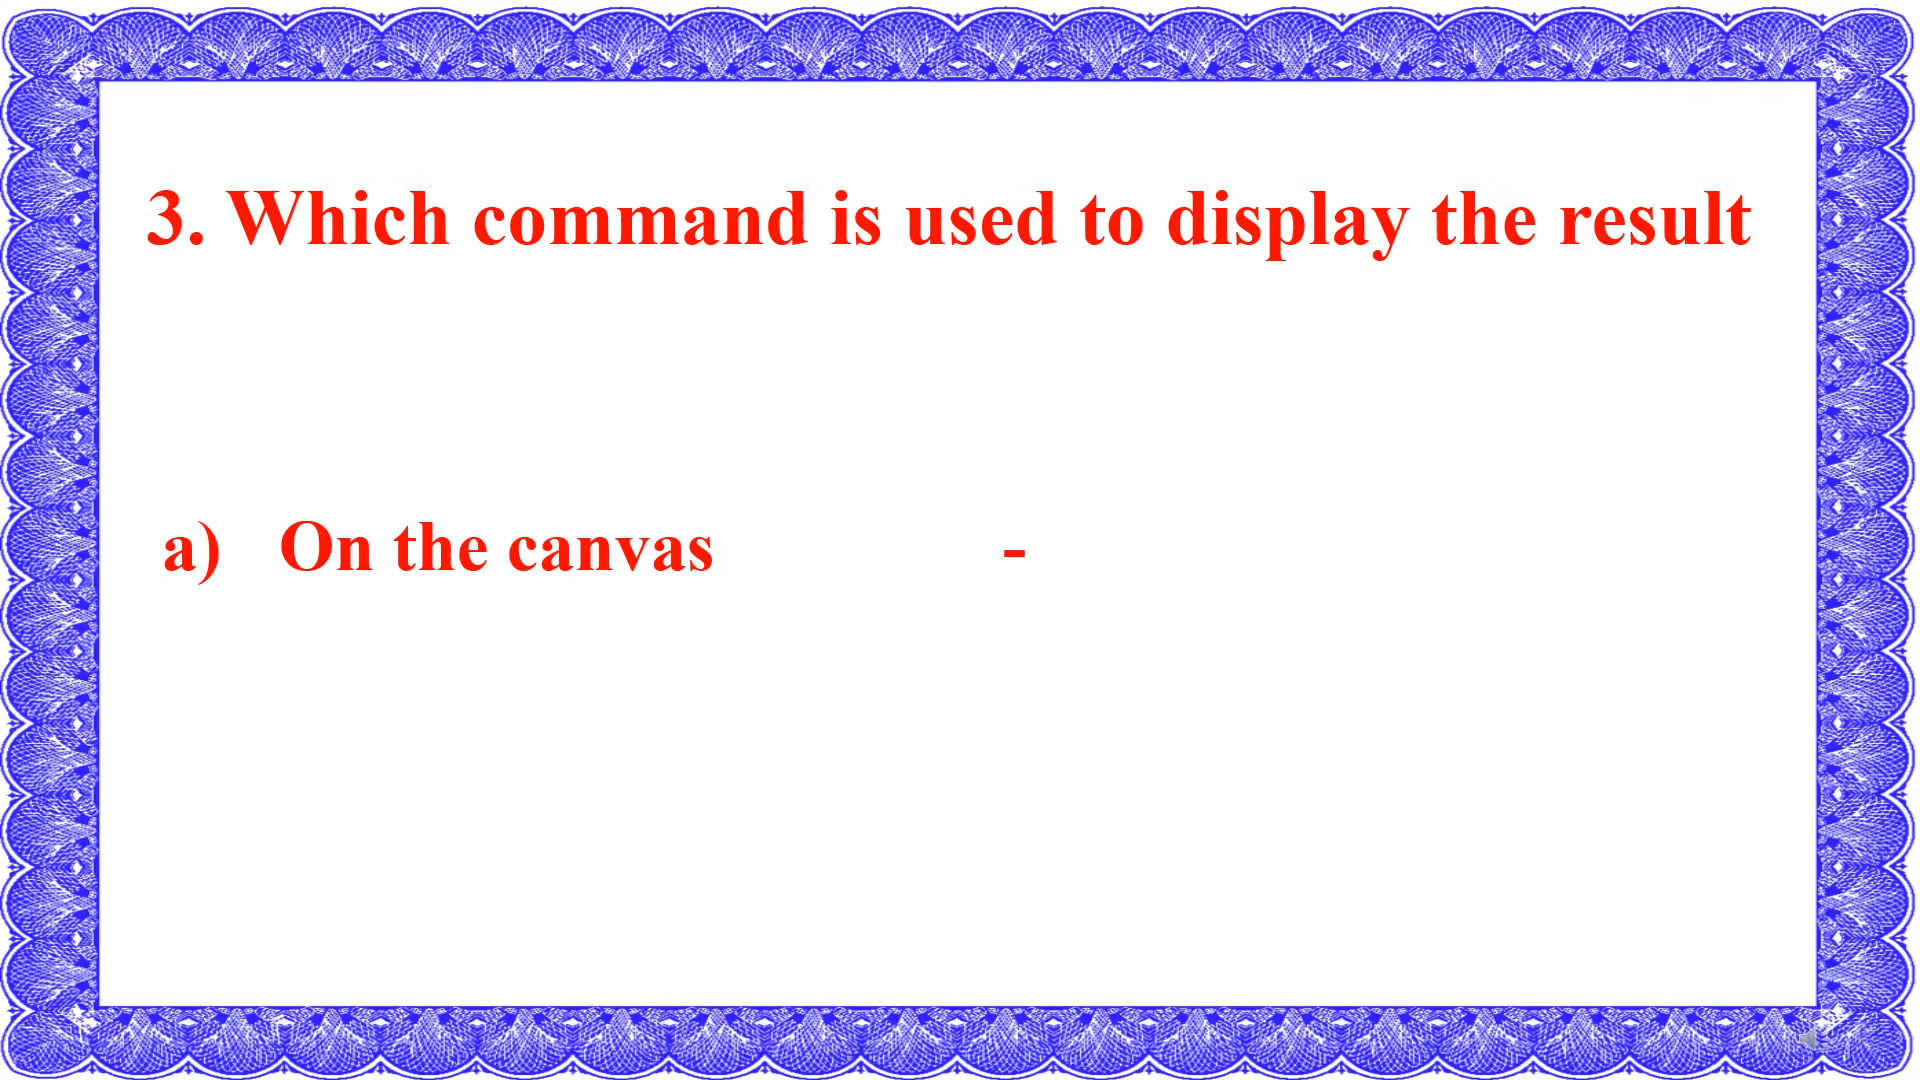 3. Which command is used to display the result
a) On the canvas -